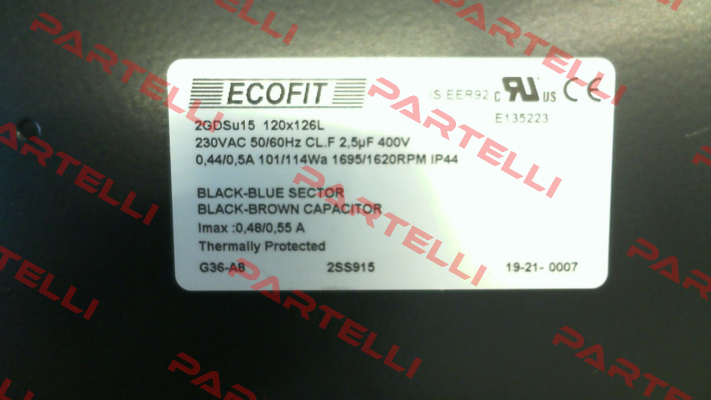 ECOFIT
IS EER92 c RU US CE
E135223
2GDSu15 120x126L
230VAC 50/60Hz CL.F 2,5µF 400V
0,44/0,5A 101/114Wa 1695/1620RPM IP44
BLACK-BLUE SECTOR
BLACK-BROWN CAPACITOR
Imax :0,48/0,55 A
Thermally Protected
G36-A8 2SS915 19-21- 0007
PARTELLI
PARTELLI
PARTELLI
PARTELLI
PARTELLI
PARTELLI